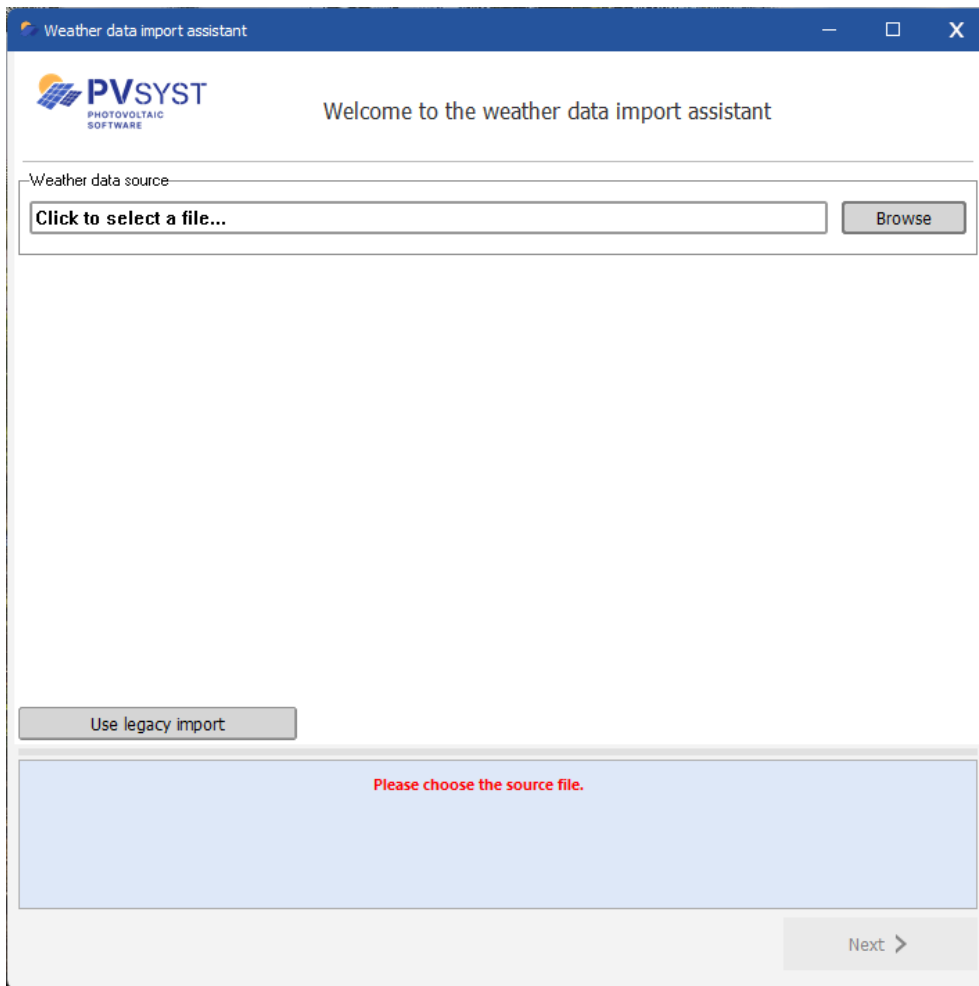 Weather data import assistant
PVSYST
PHOTOVOLTAIC
SOFTWARE
Welcome to the weather data import assistant
Weather data source
Click to select a file...
Browse
Use legacy import
Please choose the source file.
Next